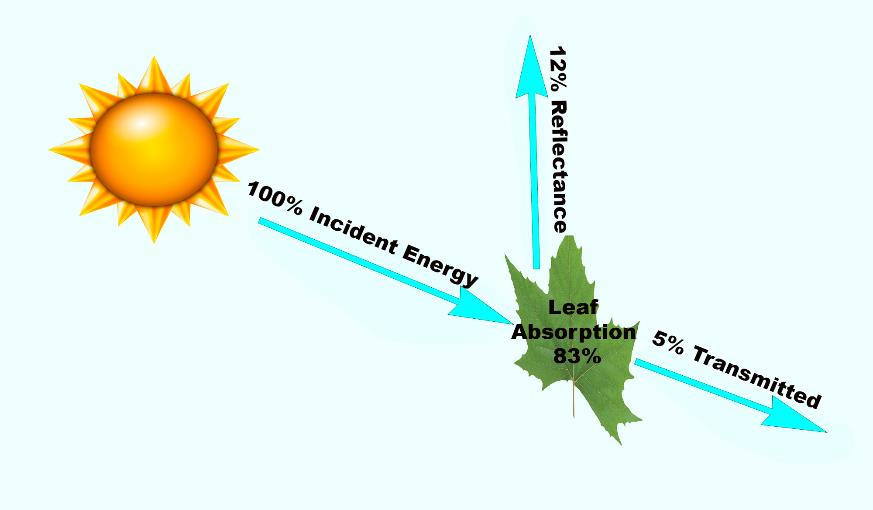 100% Incident Energy
12% Reflectance
Leaf
Absorption
83%
5% Transmitted